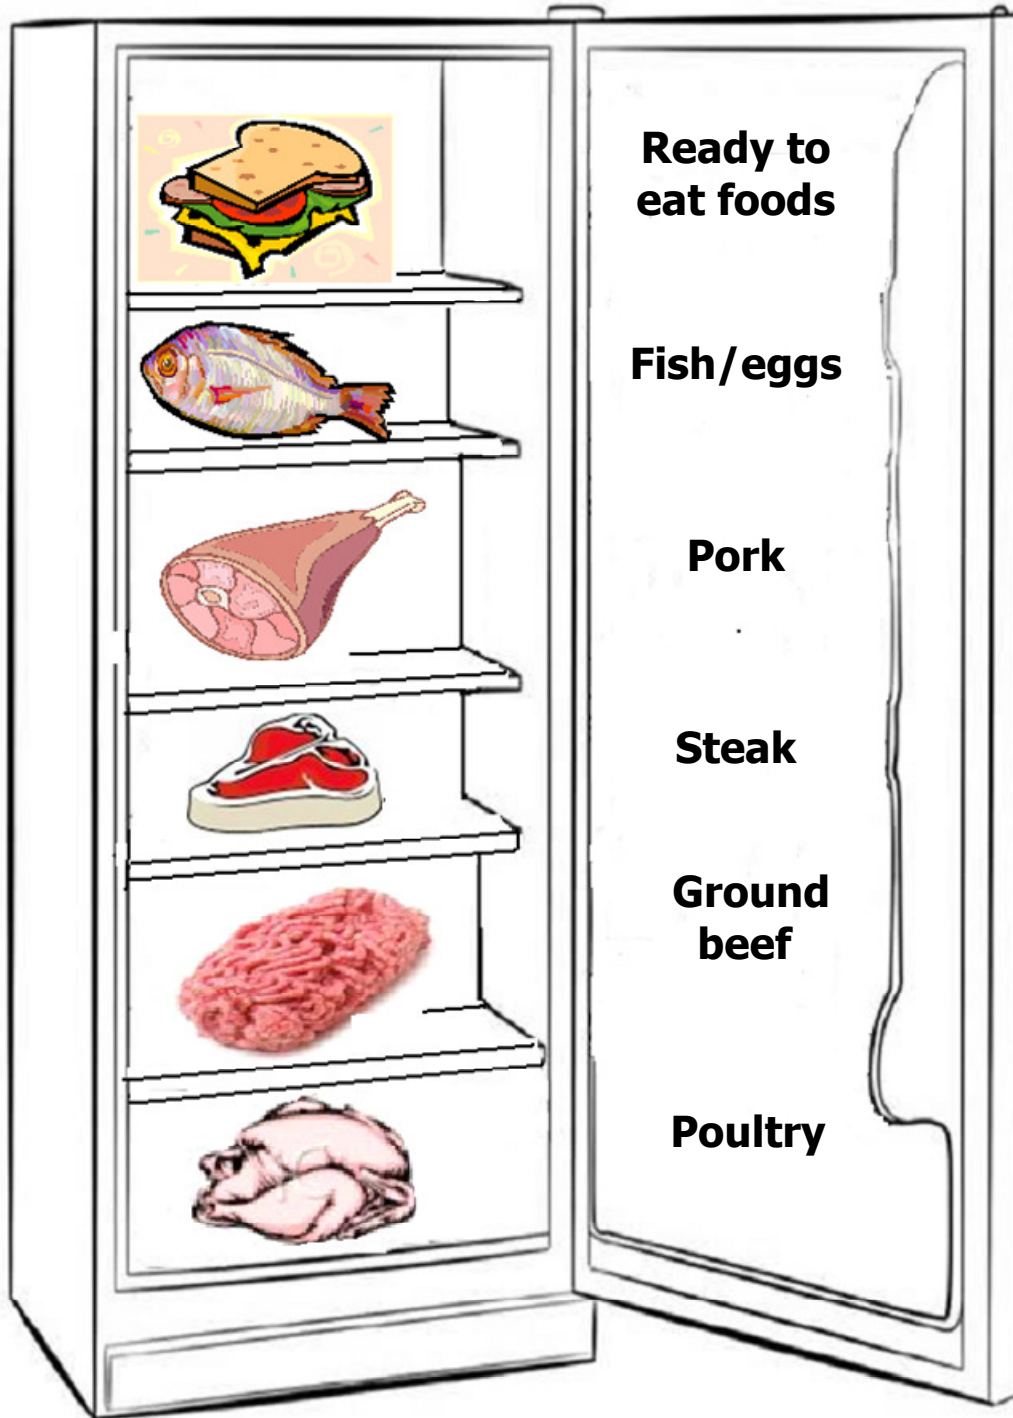 Ready to
eat foods
Fish/eggs
Pork
Steak
Ground
beef
Poultry